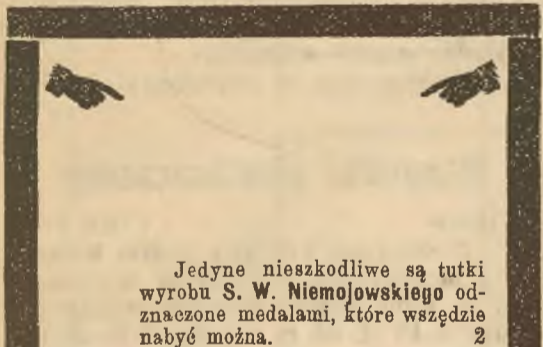 Jedyne nieszkodliwe są tutki
wyrobu S. W. Niemojowskiego od-
znaczone medalami, które wszędzie
nabyć można. 2